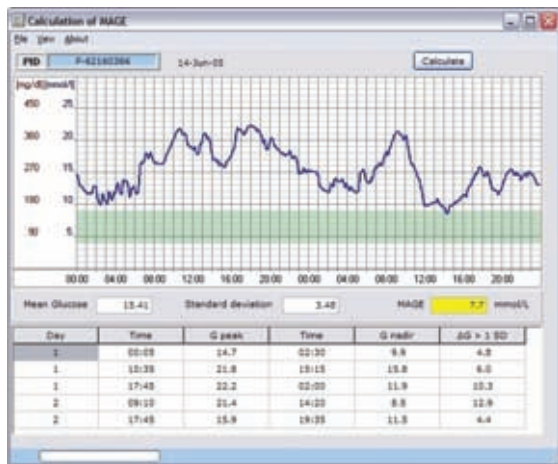 Calculation of MAGE
File View About
PID P-62160366 14-Jun-05 Calculate
[mg/dl] [mmol/l]
450 25
360 20
270 15
180 10
90 5
00:00 04:00 08:00 12:00 16:00 20:00 00:00 04:00 08:00 12:00 16:00 20:00
Mean Glucose 15.41 Standard deviation 3.48 MAGE 7.7 mmol/L
Day Time G peak Time G nadir ΔG > 1 SD
1 00:05 14.7 02:30 9.9 4.8
1 10:35 21.8 15:15 15.8 6.0
1 17:45 22.2 02:00 11.9 10.3
2 09:10 21.4 14:20 8.5 12.9
2 17:45 15.9 19:35 11.5 4.4